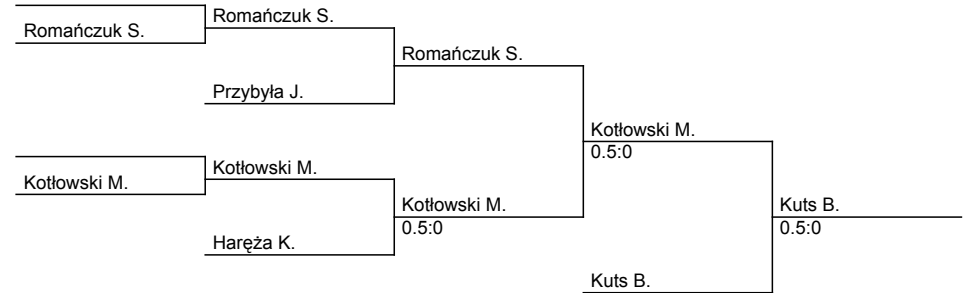 Romańczuk S.
Romańczuk S.
Romańczuk S.
Przybyła J.
Kotłowski M.
0.5:0
Kotłowski M.
Kotłowski M.
Kotłowski M.
0.5:0
Kuts B.
0.5:0
Haręża K.
Kuts B.